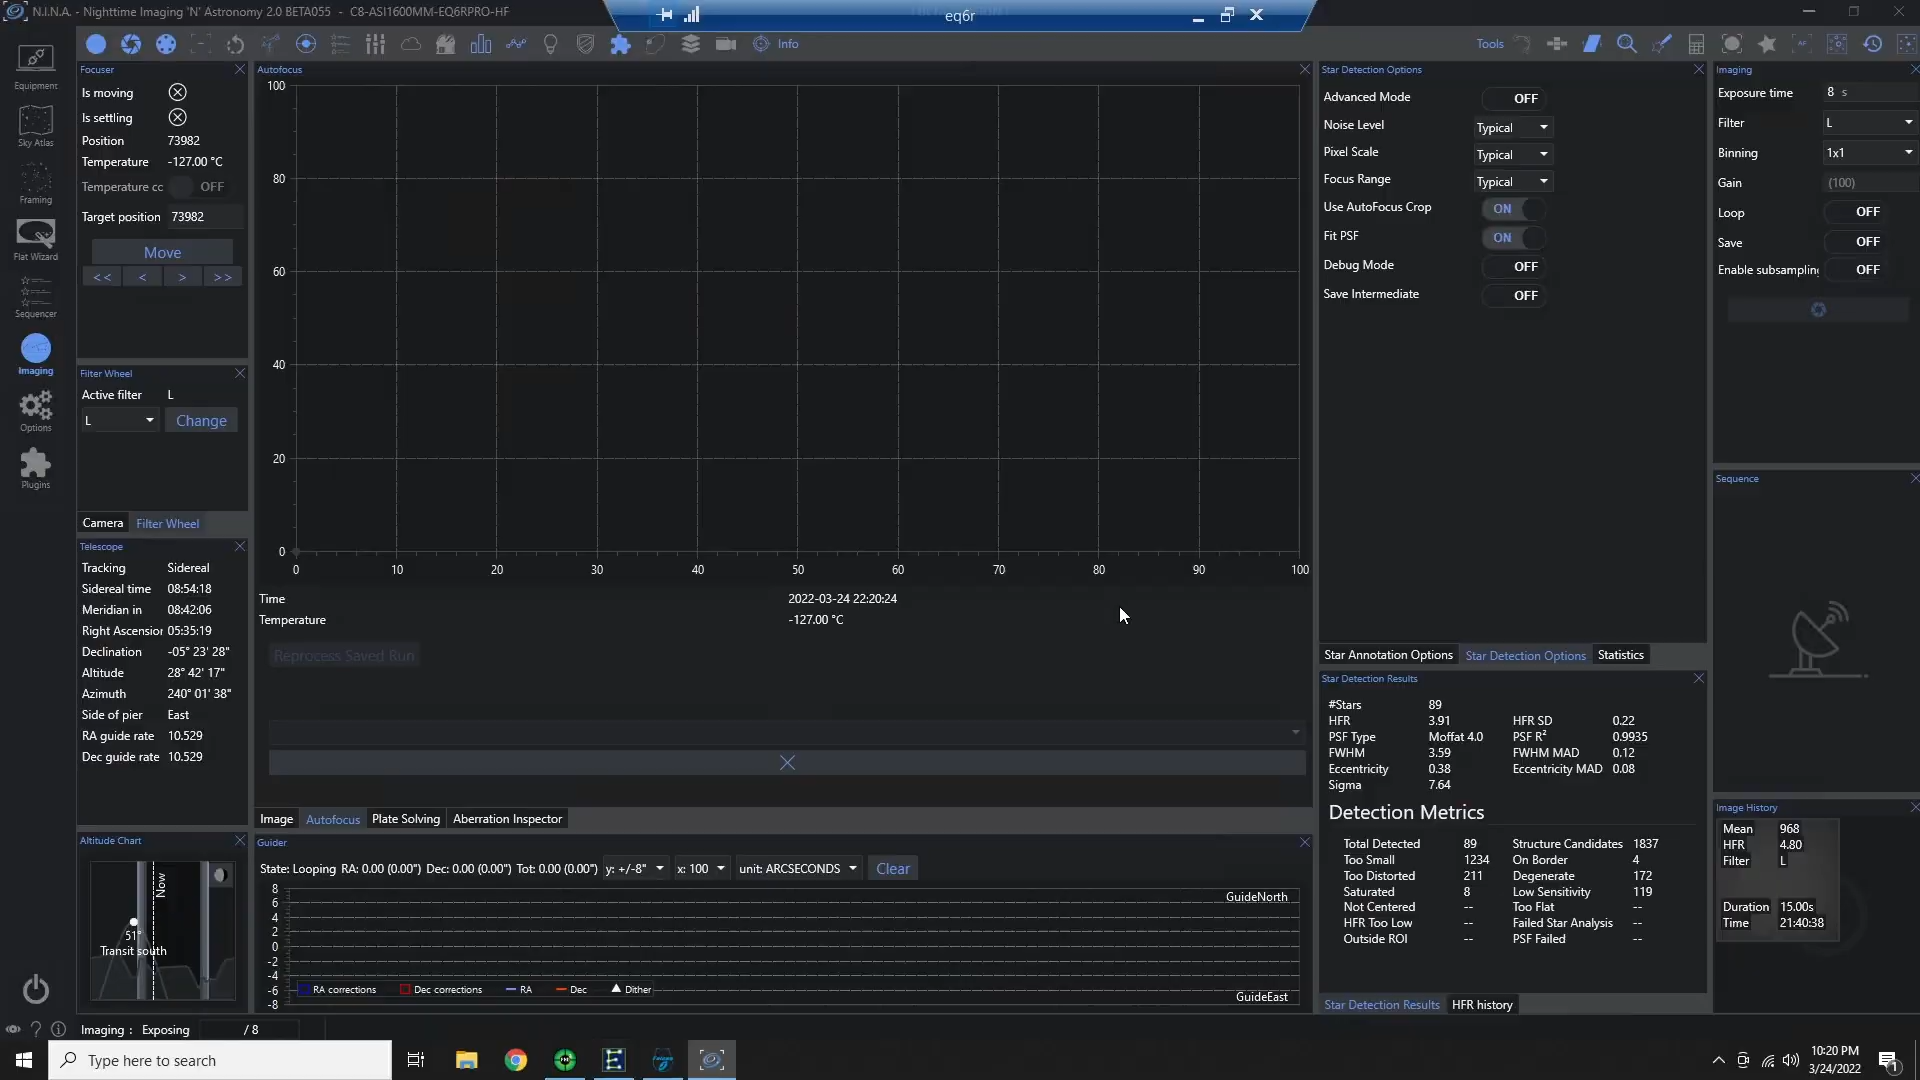 N.I.N.A. - Nighttime Imaging 'N' Astronomy 2.0 BETA055 - C8-ASI1600MM-EQ6RPRO-HF
eq6r
Info
Tools
Equipment
Sky Atlas
Framing
Flat Wizard
Sequencer
Imaging
Options
Plugins
Focuser
Is moving
Is settling
Position 73982
Temperature -127.00 °C
Temperature cc OFF
Target position 73982
Move
<< < > >>
Filter Wheel
Active filter L
L Change
Camera Filter Wheel
Telescope
Tracking Sidereal
Sidereal time 08:54:18
Meridian in 08:42:06
Right Ascension 05:35:19
Declination -05° 23' 28"
Altitude 28° 42' 17"
Azimuth 240° 01' 38"
Side of pier East
RA guide rate 10.529
Dec guide rate 10.529
Altitude Chart
Now
51°
Transit south
Autofocus
100
80
60
40
20
0
0 10 20 30 40 50 60 70 80 90 100
Time 2022-03-24 22:20:24
Temperature -127.00 °C
Reprocess Saved Run
Image Autofocus Plate Solving Aberration Inspector
Guider
State: Looping RA: 0.00 (0.00") Dec: 0.00 (0.00") Tot: 0.00 (0.00") y: +/-8" x: 100 unit: ARCSECONDS Clear
8
6
4
2
0
-2
-4
-6
-8
GuideNorth
RA corrections Dec corrections RA Dec Dither
GuideEast
Star Detection Options
Advanced Mode OFF
Noise Level Typical
Pixel Scale Typical
Focus Range Typical
Use AutoFocus Crop ON
Fit PSF ON
Debug Mode OFF
Save Intermediate OFF
Star Annotation Options Star Detection Options Statistics
Star Detection Results
#Stars 89
HFR 3.91 HFR SD 0.22
PSF Type Moffat 4.0 PSF R² 0.9935
FWHM 3.59 FWHM MAD 0.12
Eccentricity 0.38 Eccentricity MAD 0.08
Sigma 7.64
Detection Metrics
Total Detected 89 Structure Candidates 1837
Too Small 1234 On Border 4
Too Distorted 211 Degenerate 172
Saturated 8 Low Sensitivity 119
Not Centered -- Too Flat --
HFR Too Low -- Failed Star Analysis --
Outside ROI -- PSF Failed --
Star Detection Results HFR history
Imaging
Exposure time 8 s
Filter L
Binning 1x1
Gain (100)
Loop OFF
Save OFF
Enable subsampling OFF
Sequence
Image History
Mean 968
HFR 4.80
Filter L
Duration 15.00s
Time 21:40:38
Imaging : Exposing / 8
Type here to search
10:20 PM
3/24/2022
1